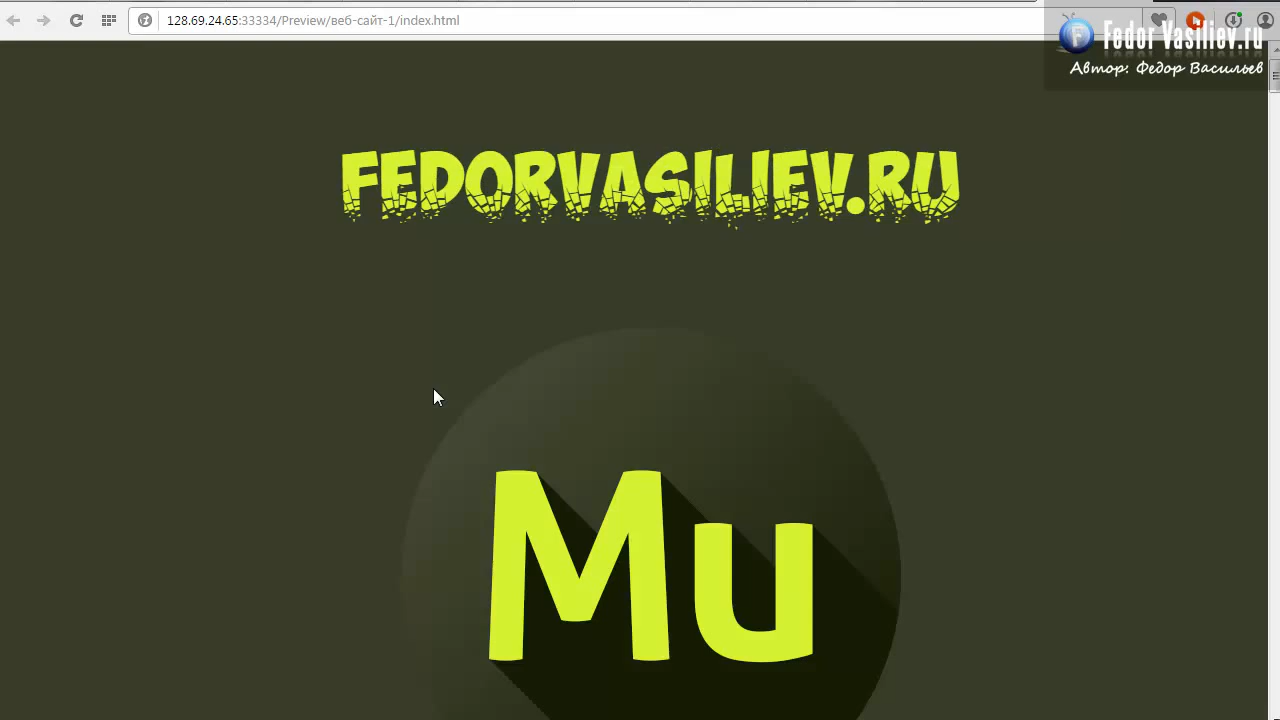 128.69.24.65:33334/Preview/веб-сайт-1/index.html
F Fedor Vasiliev.ru
Автор: Федор Васильев
FEDORVASILIEV.RU
Mu